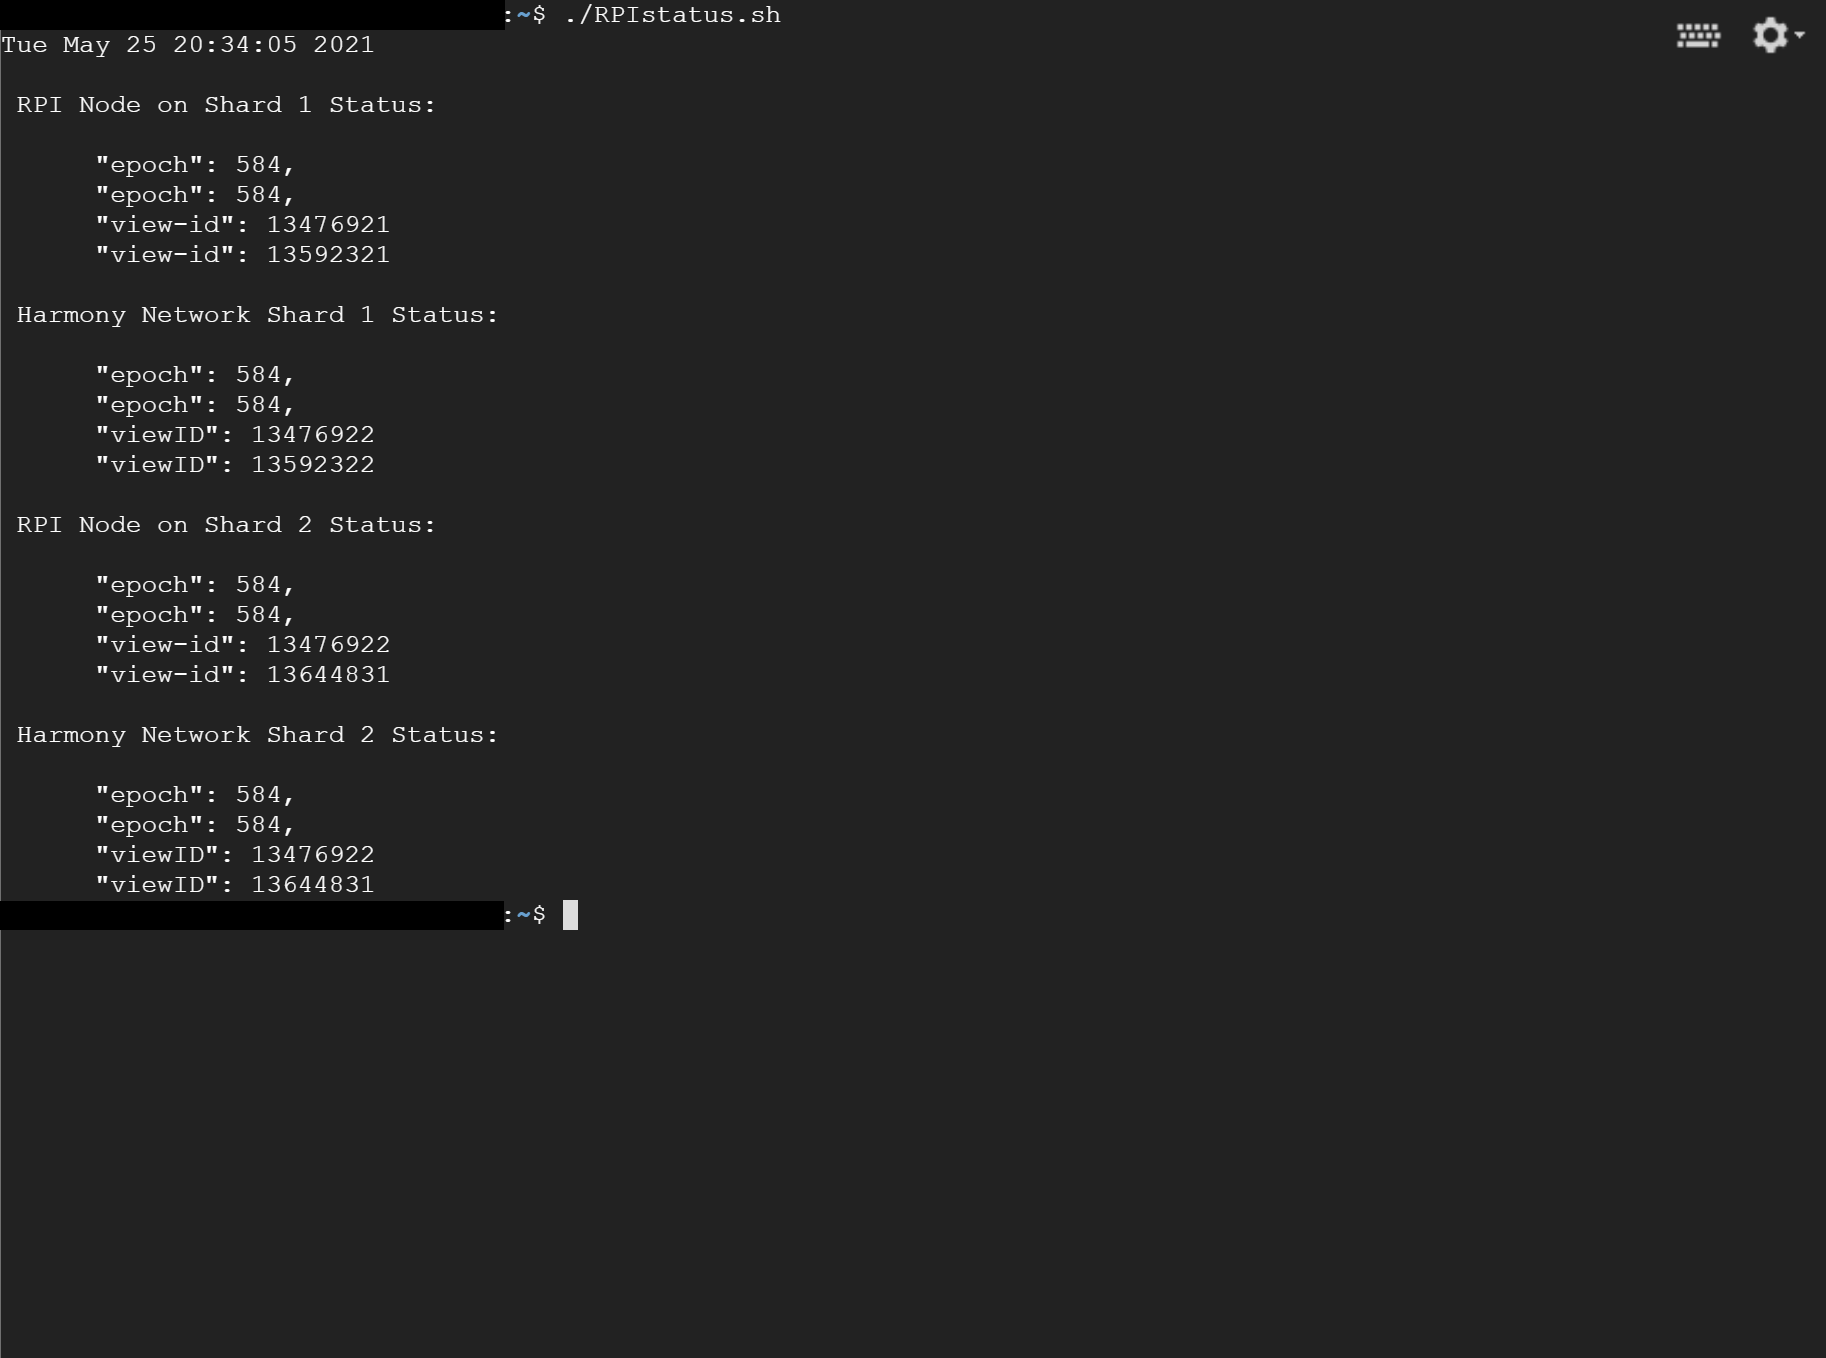 :~$ ./RPIstatus.sh
Tue May 25 20:34:05 2021
RPI Node on Shard 1 Status:
"epoch": 584,
"epoch": 584,
"view-id": 13476921
"view-id": 13592321
Harmony Network Shard 1 Status:
"epoch": 584,
"epoch": 584,
"viewID": 13476922
"viewID": 13592322
RPI Node on Shard 2 Status:
"epoch": 584,
"epoch": 584,
"view-id": 13476922
"view-id": 13644831
Harmony Network Shard 2 Status:
"epoch": 584,
"epoch": 584,
"viewID": 13476922
"viewID": 13644831
:~$